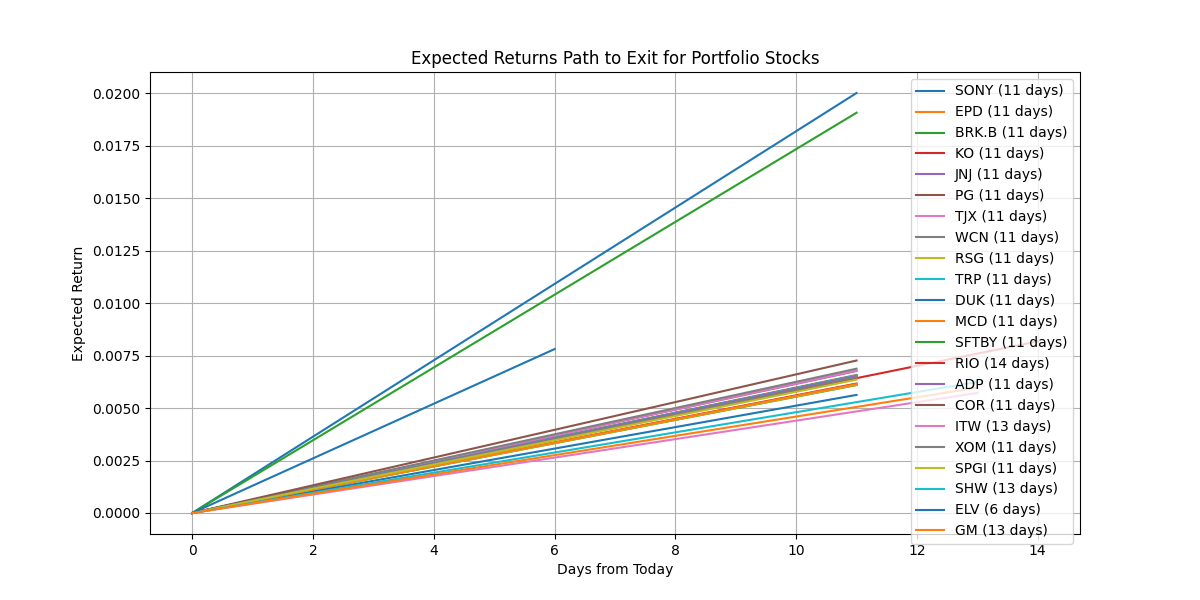 Expected Returns Path to Exit for Portfolio Stocks
Expected Return
0.0200
0.0175
0.0150
0.0125
0.0100
0.0075
0.0050
0.0025
0.0000
SONY (11 days)
EPD (11 days)
BRK.B (11 days)
KO (11 days)
JNJ (11 days)
PG (11 days)
TJX (11 days)
WCN (11 days)
RSG (11 days)
TRP (11 days)
DUK (11 days)
MCD (11 days)
SFTBY (11 days)
RIO (14 days)
ADP (11 days)
COR (11 days)
ITW (13 days)
XOM (11 days)
SPGI (11 days)
SHW (13 days)
ELV (6 days)
GM (13 days)
0 2 4 6 8 10 12 14
Days from Today